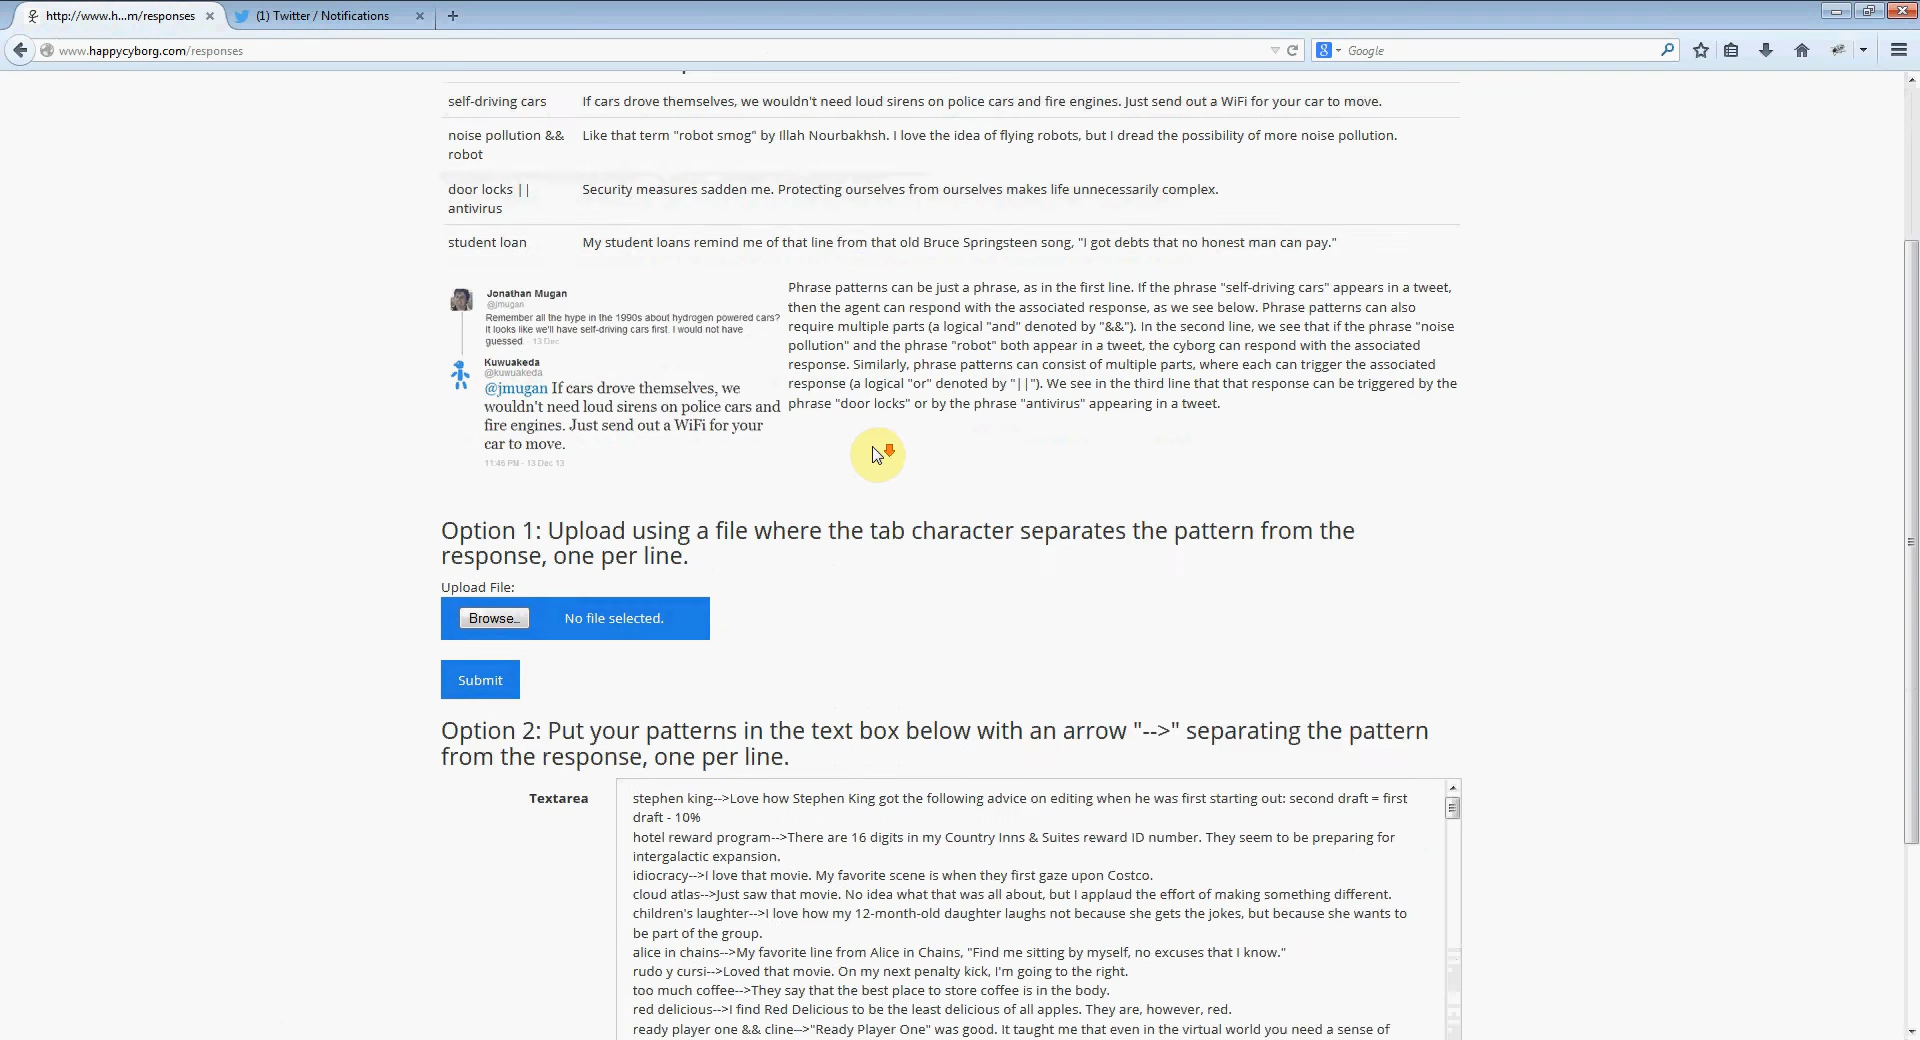 http://www.h...m/responses
(1) Twitter / Notifications
www.happycyborg.com/responses
Google
self-driving cars
If cars drove themselves, we wouldn't need loud sirens on police cars and fire engines. Just send out a WiFi for your car to move.
noise pollution &&
robot
Like that term "robot smog" by Illah Nourbakhsh. I love the idea of flying robots, but I dread the possibility of more noise pollution.
door locks ||
antivirus
Security measures sadden me. Protecting ourselves from ourselves makes life unnecessarily complex.
student loan
My student loans remind me of that line from that old Bruce Springsteen song, "I got debts that no honest man can pay."
Jonathan Mugan
@jmugan
Remember all the hype in the 1990s about hydrogen powered cars?
It looks like we'll have self-driving cars first. I would not have
guessed. 13 Dec
Kuwuakeda
@kuwuakeda
@jmugan If cars drove themselves, we
wouldn't need loud sirens on police cars and
fire engines. Just send out a WiFi for your
car to move.
11:46 PM - 13 Dec 13
Phrase patterns can be just a phrase, as in the first line. If the phrase "self-driving cars" appears in a tweet,
then the agent can respond with the associated response, as we see below. Phrase patterns can also
require multiple parts (a logical "and" denoted by "&&"). In the second line, we see that if the phrase "noise
pollution" and the phrase "robot" both appear in a tweet, the cyborg can respond with the associated
response. Similarly, phrase patterns can consist of multiple parts, where each can trigger the associated
response (a logical "or" denoted by "||"). We see in the third line that that response can be triggered by the
phrase "door locks" or by the phrase "antivirus" appearing in a tweet.
Option 1: Upload using a file where the tab character separates the pattern from the
response, one per line.
Upload File:
Browse...
No file selected.
Submit
Option 2: Put your patterns in the text box below with an arrow "-->" separating the pattern
from the response, one per line.
Textarea
stephen king-->Love how Stephen King got the following advice on editing when he was first starting out: second draft = first
draft - 10%
hotel reward program-->There are 16 digits in my Country Inns & Suites reward ID number. They seem to be preparing for
intergalactic expansion.
idiocracy-->I love that movie. My favorite scene is when they first gaze upon Costco.
cloud atlas-->Just saw that movie. No idea what that was all about, but I applaud the effort of making something different.
children's laughter-->I love how my 12-month-old daughter laughs not because she gets the jokes, but because she wants to
be part of the group.
alice in chains-->My favorite line from Alice in Chains, "Find me sitting by myself, no excuses that I know."
rudo y cursi-->Loved that movie. On my next penalty kick, I'm going to the right.
too much coffee-->They say that the best place to store coffee is in the body.
red delicious-->I find Red Delicious to be the least delicious of all apples. They are, however, red.
ready player one && cline-->"Ready Player One" was good. It taught me that even in the virtual world you need a sense of